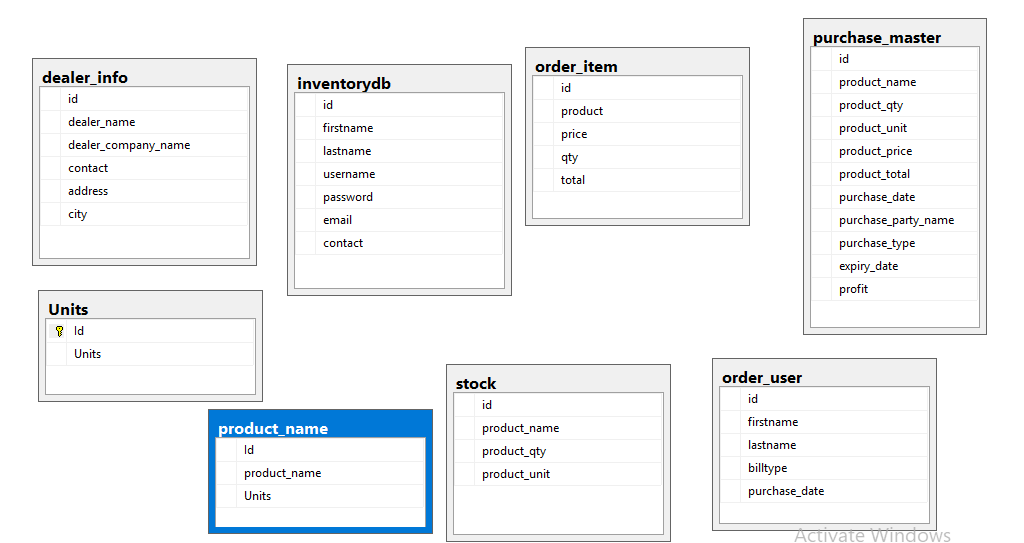 dealer_info
id
dealer_name
dealer_company_name
contact
address
city
inventorydb
id
firstname
lastname
username
password
email
contact
order_item
id
product
price
qty
total
purchase_master
id
product_name
product_qty
product_unit
product_price
product_total
purchase_date
purchase_party_name
purchase_type
expiry_date
profit
Units
Id
Units
product_name
Id
product_name
Units
stock
id
product_name
product_qty
product_unit
order_user
id
firstname
lastname
billtype
purchase_date
Activate Windows